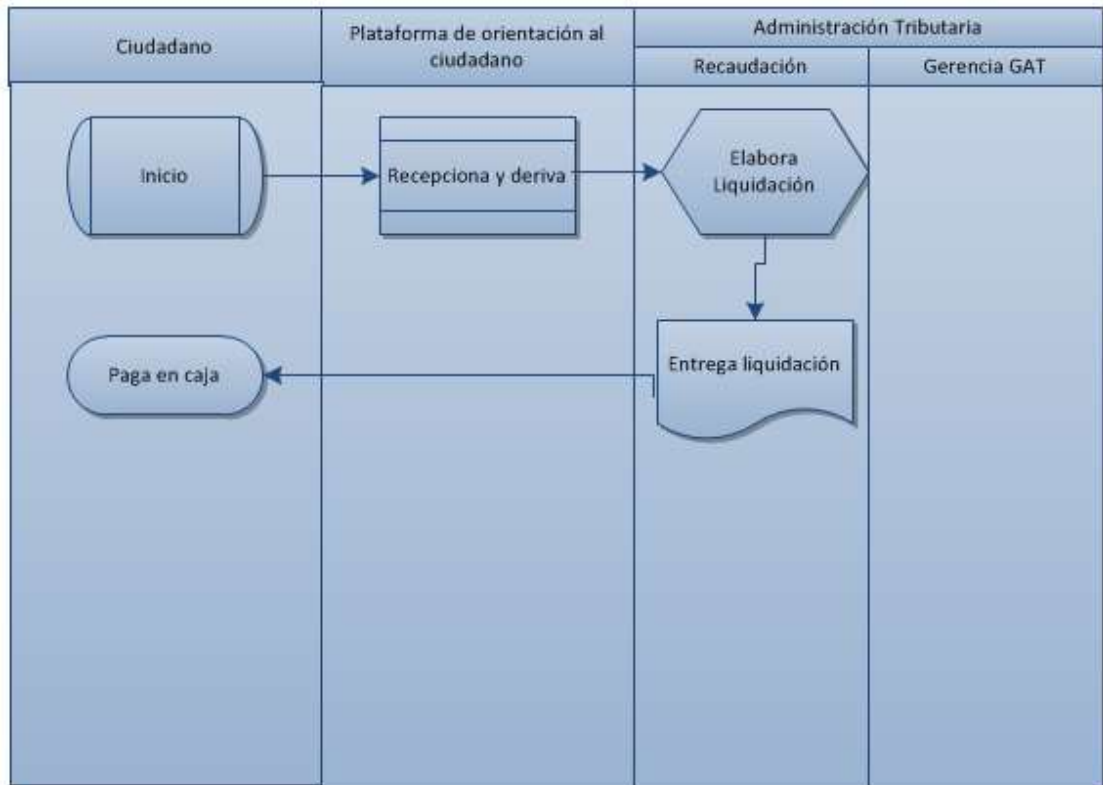 Ciudadano
Plataforma de orientación al
ciudadano
Administración Tributaria
Recaudación
Gerencia GAT
Inicio
Recepciona y deriva
Elabora
Liquidación
Paga en caja
Entrega liquidación